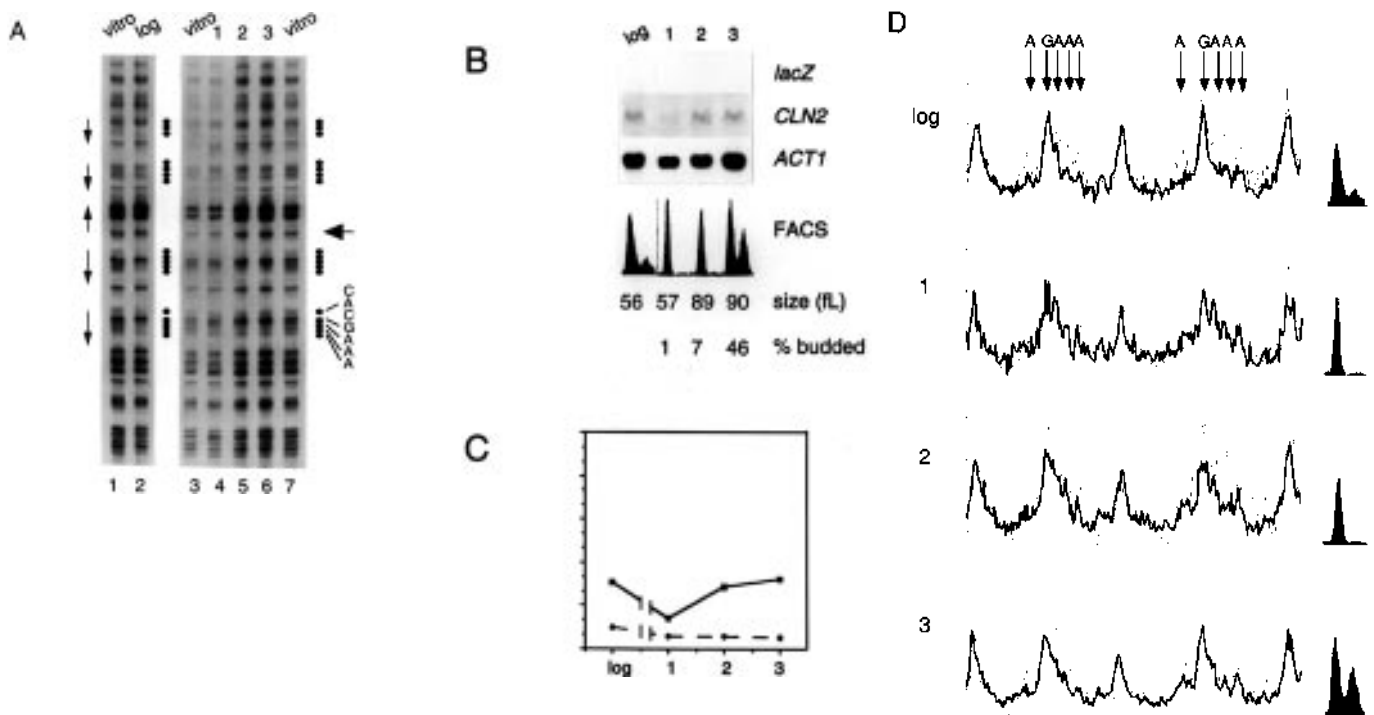 A
vitro log
vitro 1 2 3 vitro
C
A
C
G
A
A
A
1 2 3 4 5 6 7
B
log 1 2 3
lacZ
CLN2
ACT1
FACS
56 57 89 90 size (fL)
1 7 46 % budded
C
log 1 2 3
D
A GAAA A GAAA
log
1
2
3